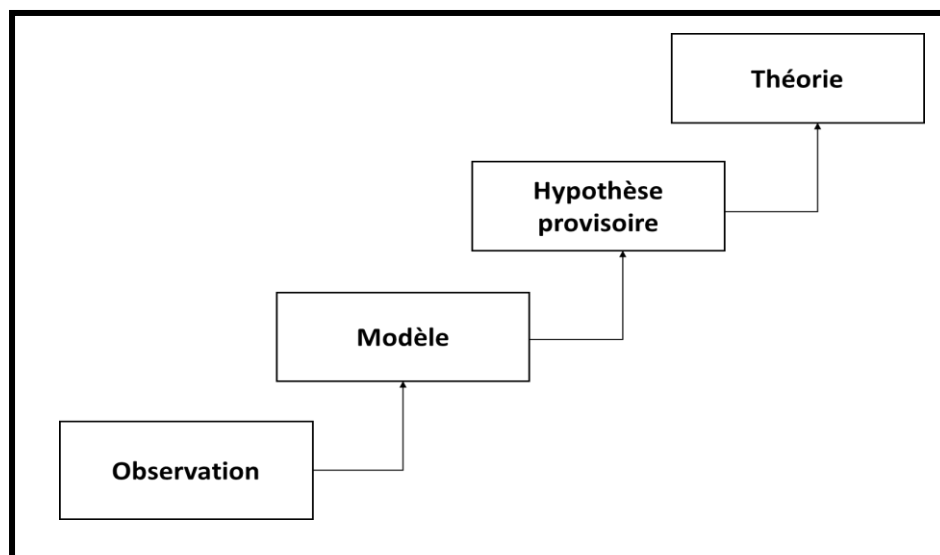 Théorie
Hypothèse
provisoire
Modèle
Observation